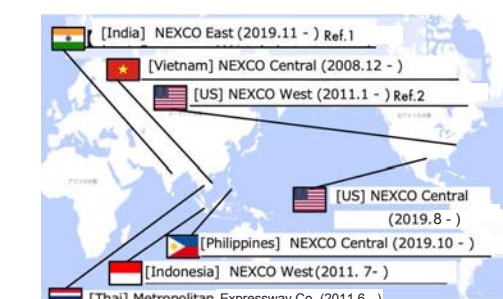 [India] NEXCO East (2019.11 - ) Ref.1
[Vietnam] NEXCO Central (2008.12 - )
[US] NEXCO West (2011.1 - ) Ref.2
[US] NEXCO Central
(2019.8 - )
[Philippines] NEXCO Central (2019.10 - )
[Indonesia] NEXCO West(2011. 7- )
[Thai] Metropolitan Expressway Co. (2011.6 - )